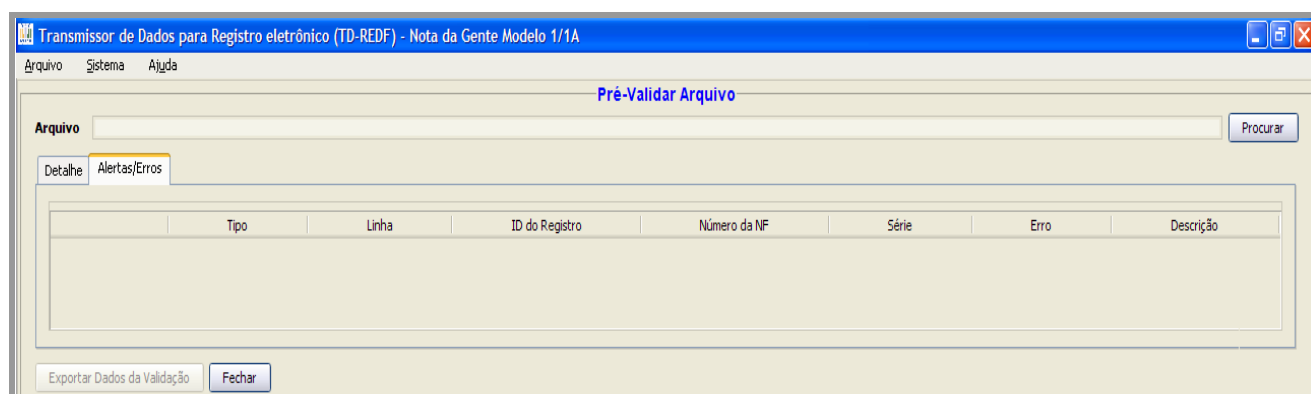 Transmissor de Dados para Registro eletrônico (TD-REDF) - Nota da Gente Modelo 1/1A
Arquivo Sistema Ajuda
Pré-Validar Arquivo
Arquivo Procurar
Detalhe Alertas/Erros
Tipo Linha ID do Registro Número da NF Série Erro Descrição
Exportar Dados da Validação Fechar